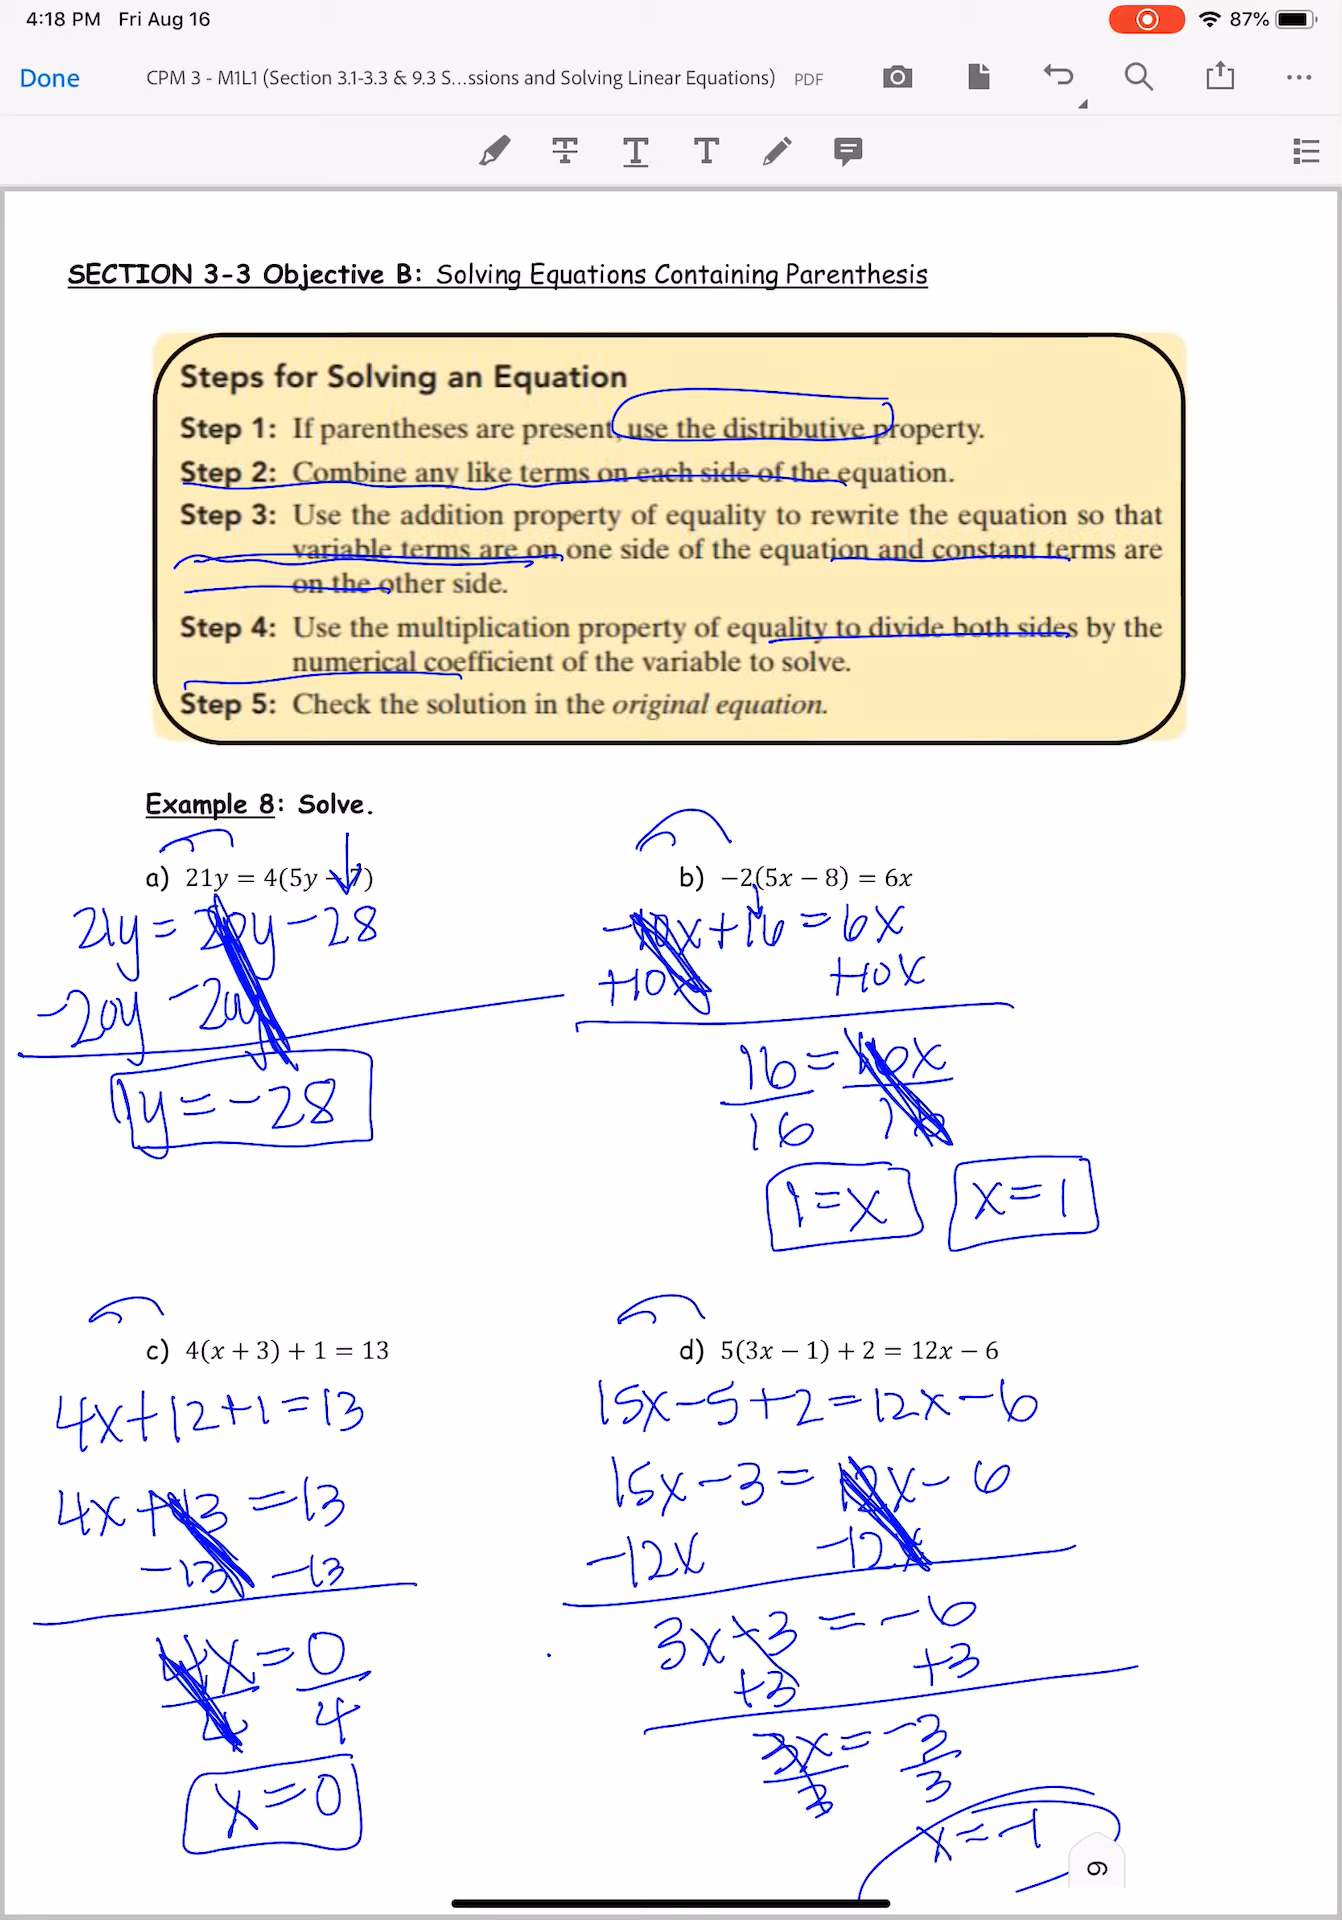 4:18 PM Fri Aug 16 87%
Done CPM 3 - M1L1 (Section 3.1-3.3 & 9.3 S...ssions and Solving Linear Equations) PDF
SECTION 3-3 Objective B: Solving Equations Containing Parenthesis
Steps for Solving an Equation
Step 1: If parentheses are present, use the distributive property.
Step 2: Combine any like terms on each side of the equation.
Step 3: Use the addition property of equality to rewrite the equation so that
variable terms are on one side of the equation and constant terms are
on the other side.
Step 4: Use the multiplication property of equality to divide both sides by the
numerical coefficient of the variable to solve.
Step 5: Check the solution in the original equation.
Example 8: Solve.
a) 21y = 4(5y − 7)
21y = 20y − 28
−20y −20y
1y = −28
b) −2(5x − 8) = 6x
−10x + 16 = 6x
+10x +10x
16 = 16x
16 16
1 = x x = 1
c) 4(x + 3) + 1 = 13
4x + 12 + 1 = 13
4x + 13 = 13
−13 −13
4x = 0
4 4
x = 0
d) 5(3x − 1) + 2 = 12x − 6
15x − 5 + 2 = 12x − 6
15x − 3 = 12x − 6
−12x −12x
3x − 3 = −6
+3 +3
3x = −3
3 3
x = −1
6